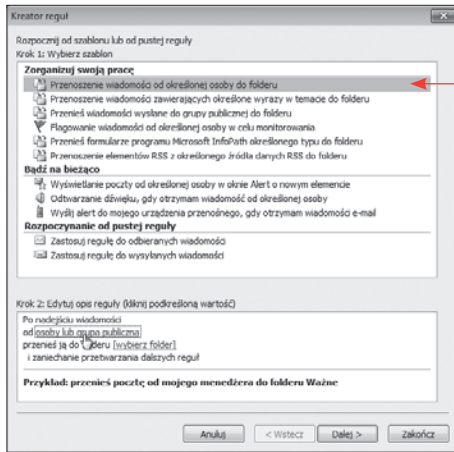 Kreator reguł
Rozpocznij od szablonu lub od pustej reguły
Krok 1: Wybierz szablon
Zorganizuj swoją pracę
Przenoszenie wiadomości od określonej osoby do folderu
Przenoszenie wiadomości zawierających określone wyrazy w temacie do folderu
Przenieś wiadomości wysłane do grupy publicznej do folderu
Flagowanie wiadomości od określonej osoby w celu monitorowania
Przenieś formularze programu Microsoft InfoPath określonego typu do folderu
Przenoszenie elementów RSS z określonego źródła danych RSS do folderu
Bądź na bieżąco
Wyświetlanie poczty od określonej osoby w oknie Alert o nowym elemencie
Odtwarzanie dźwięku, gdy otrzymam wiadomość od określonej osoby
Wyślij alert do mojego urządzenia przenośnego, gdy otrzymam wiadomości e-mail
Rozpoczynanie od pustej reguły
Zastosuj regułę do odbieranych wiadomości
Zastosuj regułę do wysyłanych wiadomości
Krok 2: Edytuj opis reguły (kliknij podkreśloną wartość)
Po nadejściu wiadomości
od osoby lub grupa publiczna
przenieś ją do folderu [wybierz folder]
i zaniechanie przetwarzania dalszych reguł
Przykład: przenieś pocztę od mojego menedżera do folderu Ważne
Anuluj < Wstecz Dalej > Zakończ